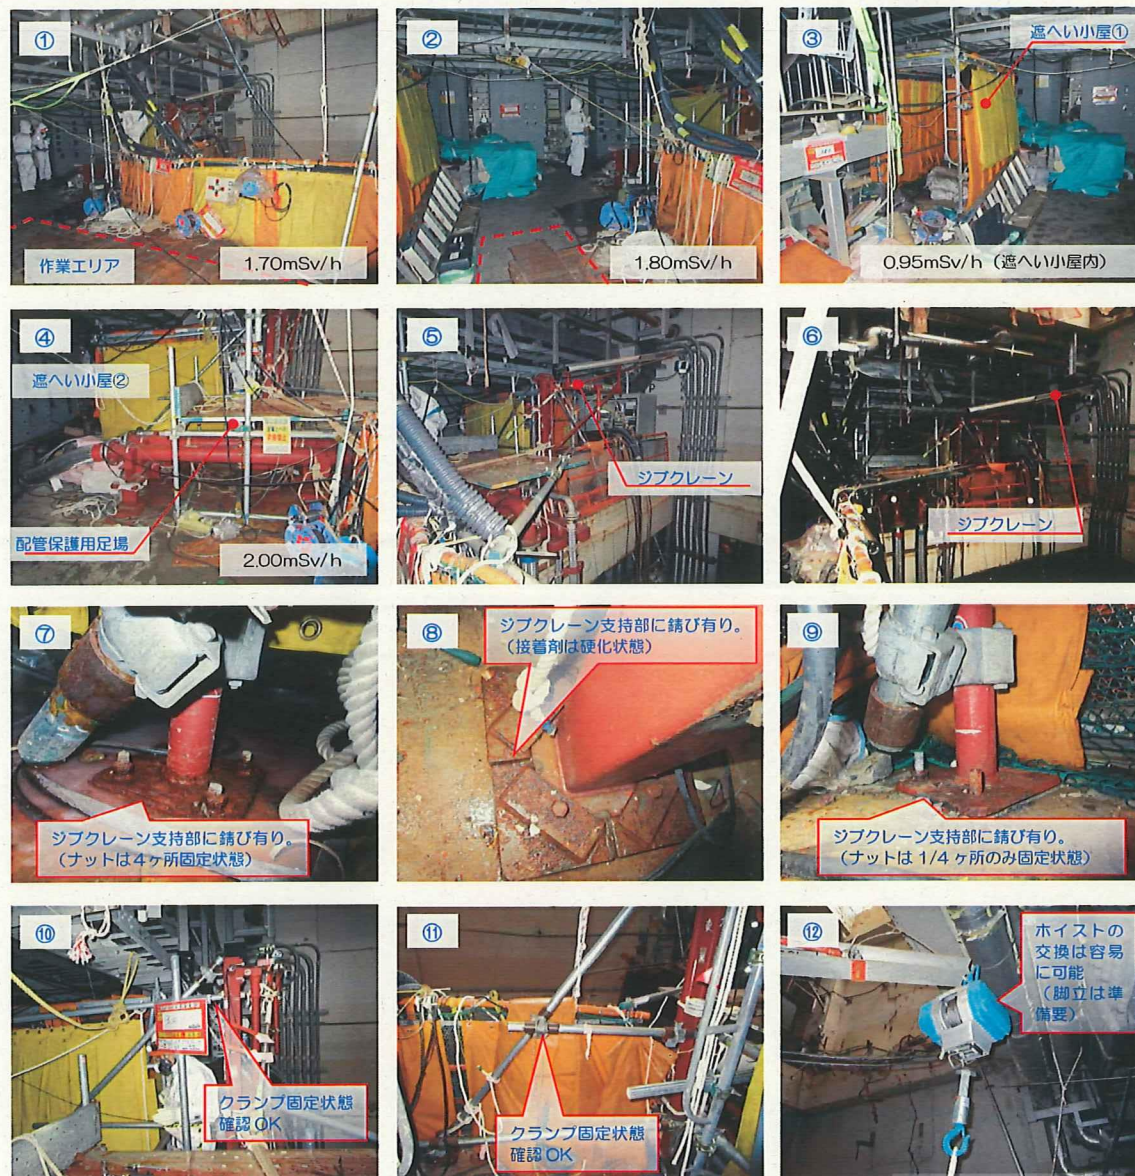 ①
作業エリア
1.70mSv/h
②
1.80mSv/h
③
遮へい小屋①
0.95mSv/h（遮へい小屋内）
④
遮へい小屋②
配管保護用足場
2.00mSv/h
⑤
ジブクレーン
⑥
ジブクレーン
⑦
ジブクレーン支持部に錆び有り。
（ナットは４ヶ所固定状態）
⑧
ジブクレーン支持部に錆び有り。
（接着剤は硬化状態）
⑨
ジブクレーン支持部に錆び有り。
（ナットは 1/4 ヶ所のみ固定状態）
⑩
クランプ固定状態
確認 OK
⑪
クランプ固定状態
確認 OK
⑫
ホイストの
交換は容易
に可能
（脚立は準
備要）